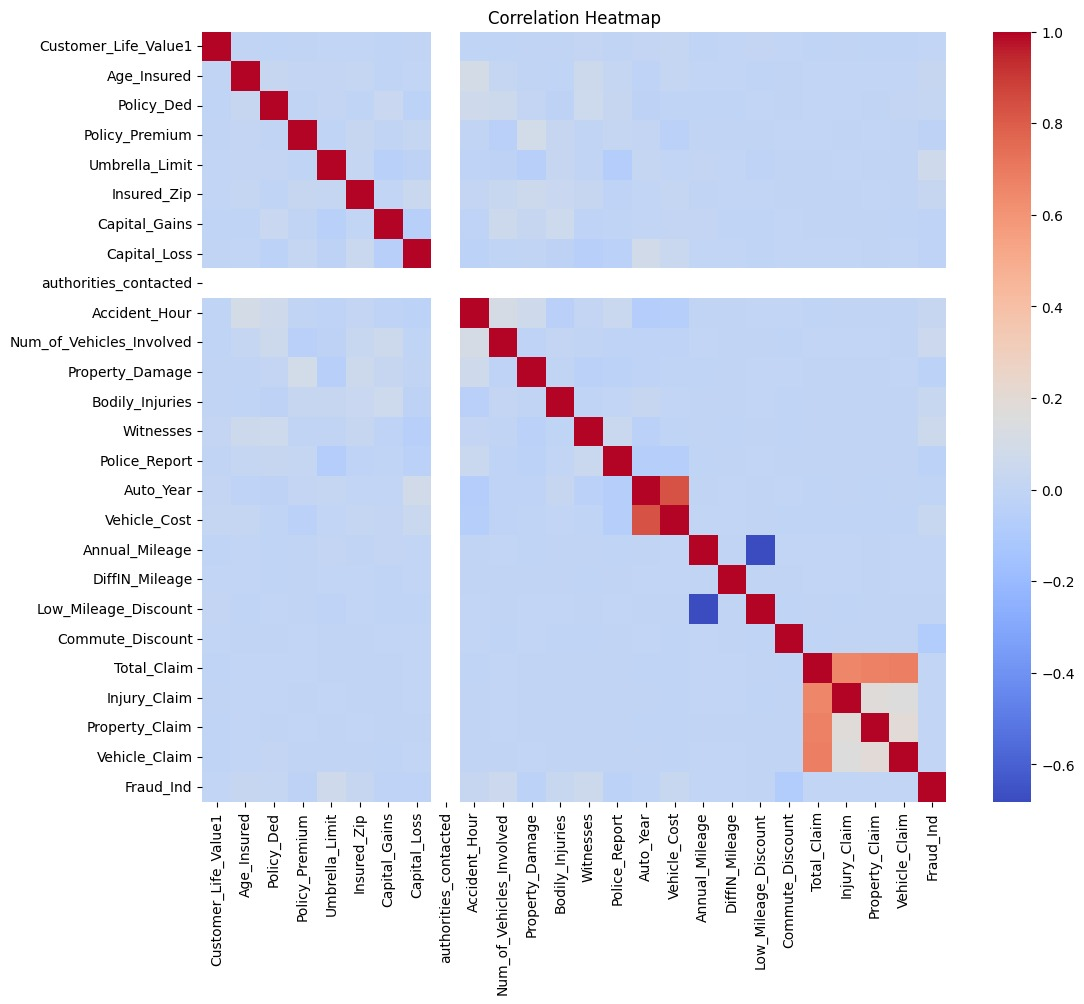 Correlation Heatmap
Customer_Life_Value1
Age_Insured
Policy_Ded
Policy_Premium
Umbrella_Limit
Insured_Zip
Capital_Gains
Capital_Loss
authorities_contacted
Accident_Hour
Num_of_Vehicles_Involved
Property_Damage
Bodily_Injuries
Witnesses
Police_Report
Auto_Year
Vehicle_Cost
Annual_Mileage
DiffIN_Mileage
Low_Mileage_Discount
Commute_Discount
Total_Claim
Injury_Claim
Property_Claim
Vehicle_Claim
Fraud_Ind
Customer_Life_Value1
Age_Insured
Policy_Ded
Policy_Premium
Umbrella_Limit
Insured_Zip
Capital_Gains
Capital_Loss
authorities_contacted
Accident_Hour
Num_of_Vehicles_Involved
Property_Damage
Bodily_Injuries
Witnesses
Police_Report
Auto_Year
Vehicle_Cost
Annual_Mileage
DiffIN_Mileage
Low_Mileage_Discount
Commute_Discount
Total_Claim
Injury_Claim
Property_Claim
Vehicle_Claim
Fraud_Ind
1.0
0.8
0.6
0.4
0.2
0.0
−0.2
−0.4
−0.6